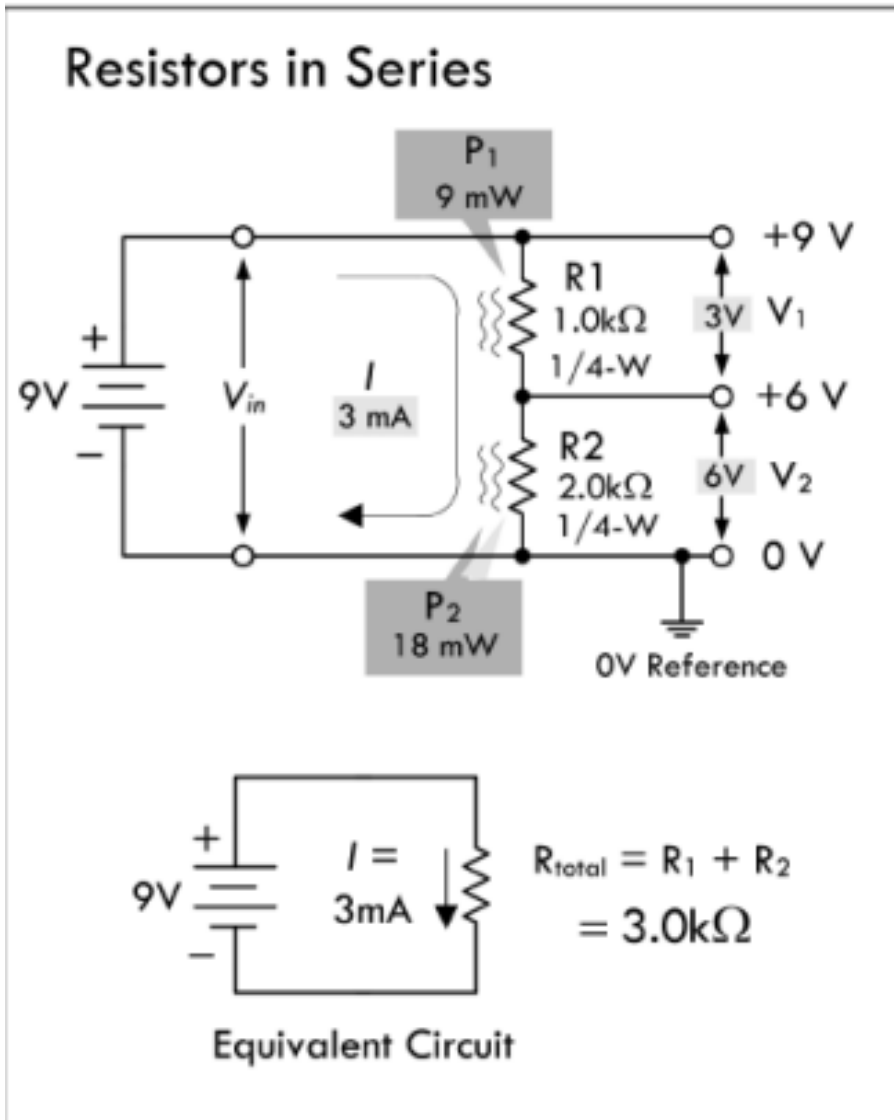 Resistors in Series
P₁
9 mW
+9 V
R1
1.0kΩ
1/4-W
3V V₁
+
9V
−
V_in
I
3 mA
+6 V
R2
2.0kΩ
1/4-W
6V V₂
0 V
P₂
18 mW
0V Reference
+
9V
−
I =
3mA
R_total = R₁ + R₂
= 3.0kΩ
Equivalent Circuit